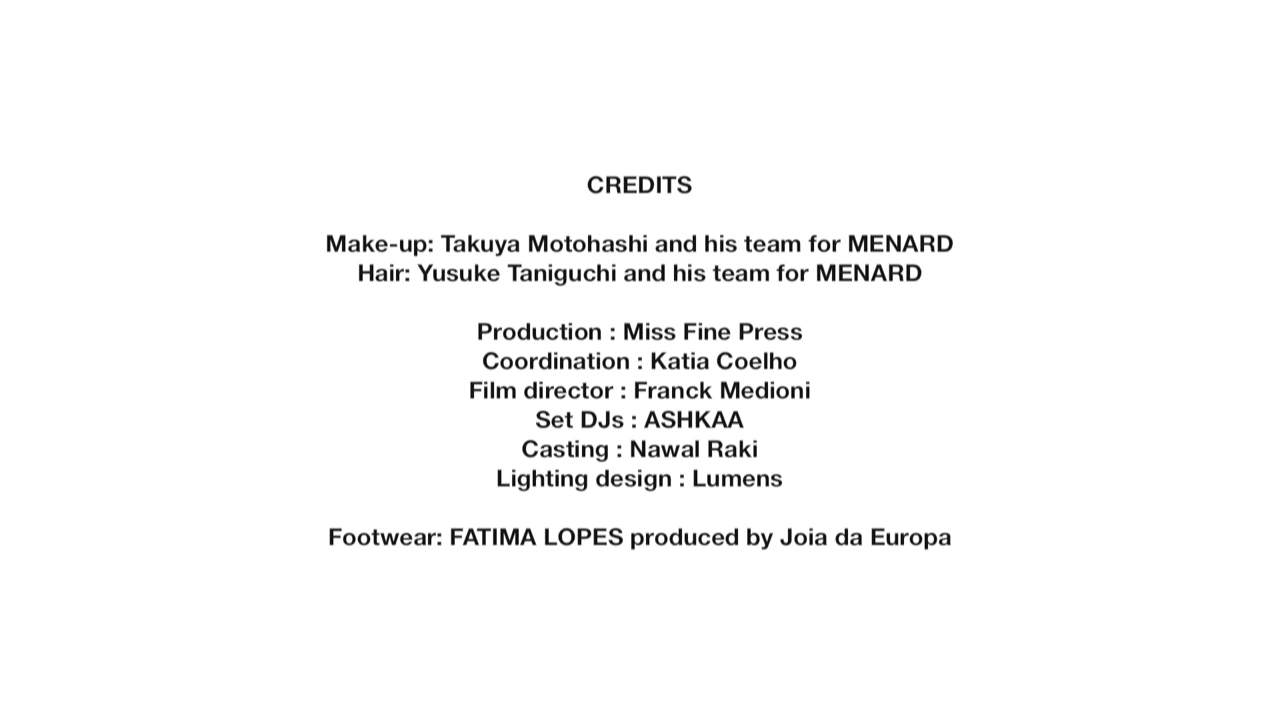 CREDITS
Make-up: Takuya Motohashi and his team for MENARD
Hair: Yusuke Taniguchi and his team for MENARD
Production : Miss Fine Press
Coordination : Katia Coelho
Film director : Franck Medioni
Set DJs : ASHKAA
Casting : Nawal Raki
Lighting design : Lumens
Footwear: FATIMA LOPES produced by Joia da Europa